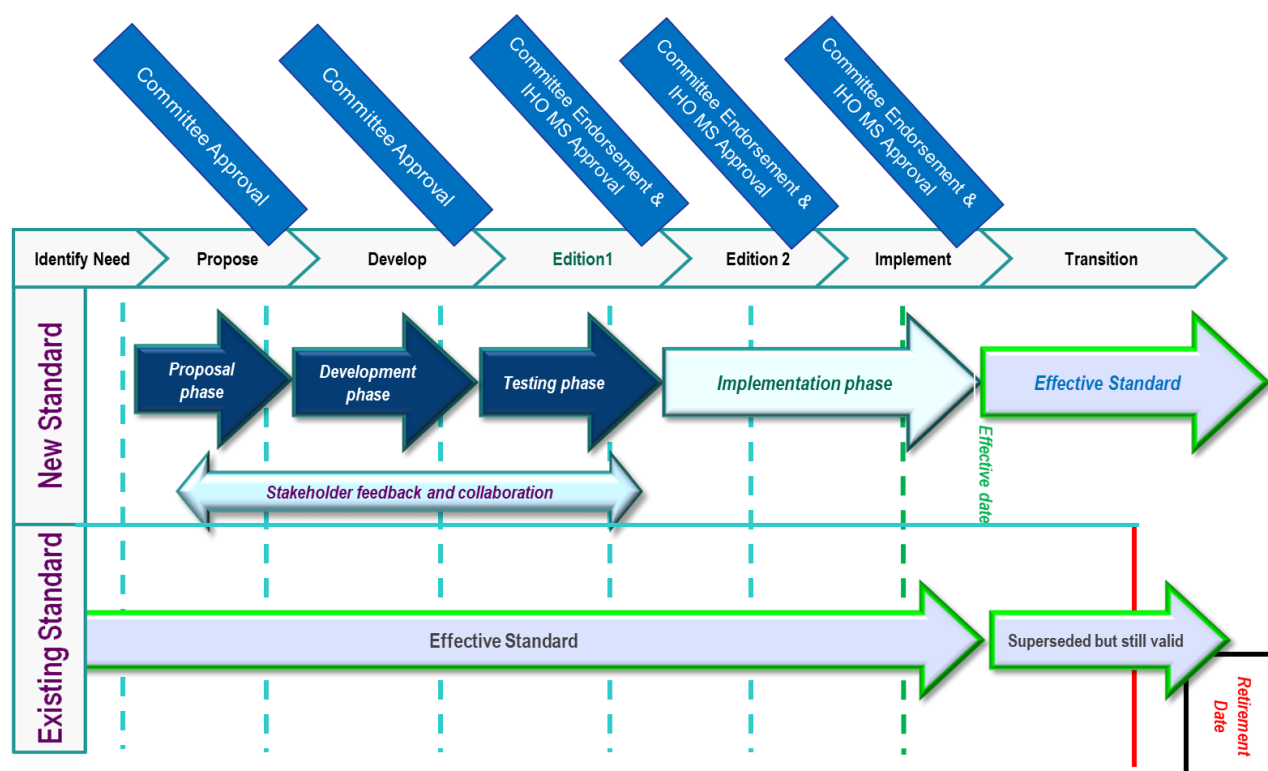 Committee Approval
Committee Approval
Committee Endorsement &
IHO MS Approval
Committee Endorsement &
IHO MS Approval
Committee Endorsement &
IHO MS Approval
Identify Need
Propose
Develop
Edition1
Edition 2
Implement
Transition
New Standard
Proposal
phase
Development
phase
Testing phase
Implementation phase
Effective Standard
Effective date
Stakeholder feedback and collaboration
Existing Standard
Effective Standard
Superseded but still valid
Retirement
Date